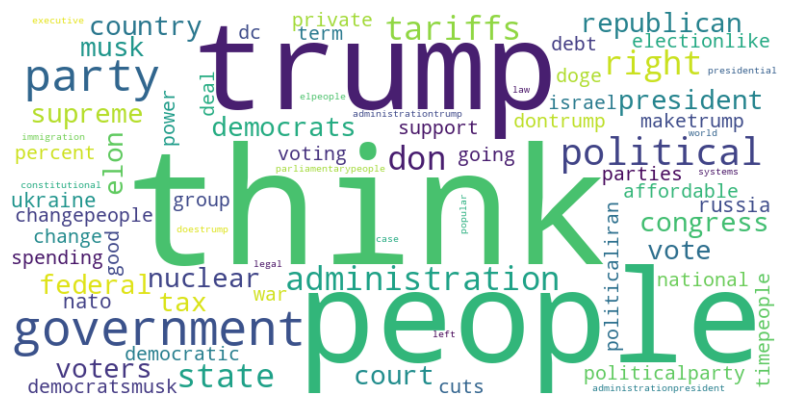 executive
country
musk
party
supreme
percent
immigration
elon
power
deal
dc
trump
private
term
tariffs
elpeople
administrationtrump
law
democrats
support
voting
don
going
parliamentarypeople
republican
debt
electionlike
doge
right
presidential
israel
president
dontrump
maketrump
world
political
parties
systems
affordable
russia
constitutional
ukraine
changepeople
group
change
doestrump
good
spending
think
case
popular
legal
congress
vote
politicaliran
federal
nuclear
administration
nato
tax
war
national
timepeople
government
people
left
democratic
voters
state
democratsmusk
court
cuts
politicalparty
administrationpresident